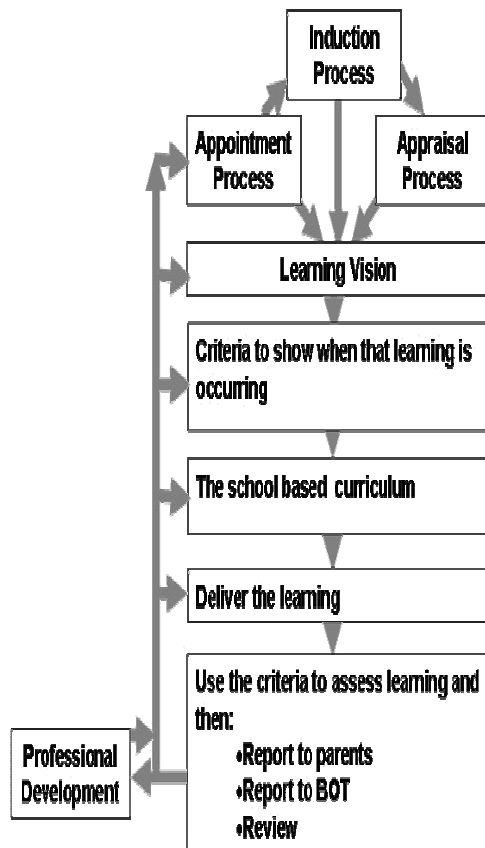 Induction
Process
Appointment
Process
Appraisal
Process
Learning Vision
Criteria to show when that learning is
occurring
The school based curriculum
Deliver the learning
Use the criteria to assess learning and
then:
•Report to parents
•Report to BOT
•Review
Professional
Development